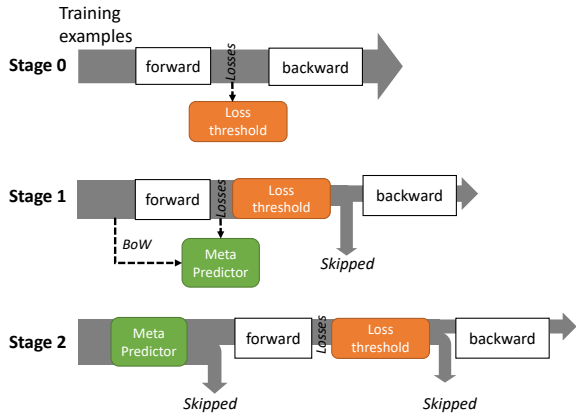 Training
examples
Stage 0
forward
Losses
backward
Loss
threshold
Stage 1
forward
Losses
Loss
threshold
backward
BoW
Meta
Predictor
Skipped
Stage 2
Meta
Predictor
forward
Losses
Loss
threshold
backward
Skipped
Skipped